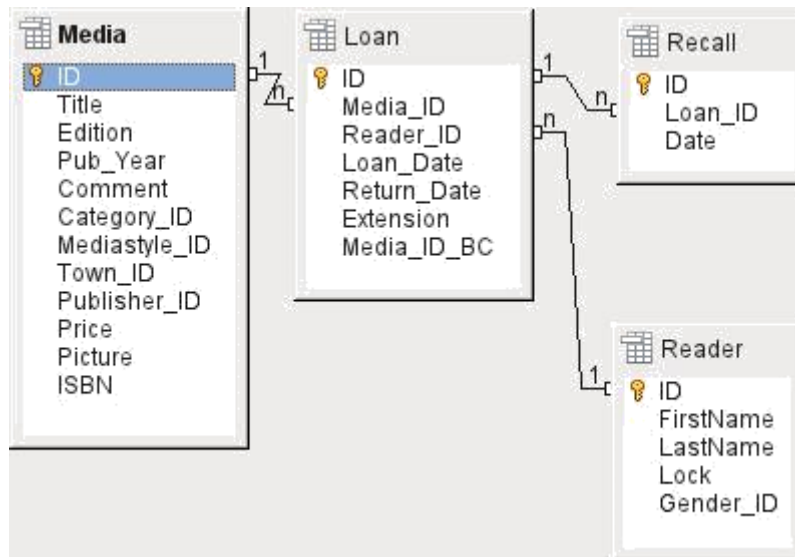 Media
ID
Title
Edition
Pub_Year
Comment
Category_ID
Mediastyle_ID
Town_ID
Publisher_ID
Price
Picture
ISBN
1
n
Loan
ID
Media_ID
Reader_ID
Loan_Date
Return_Date
Extension
Media_ID_BC
1
n
n
1
Recall
ID
Loan_ID
Date
Reader
ID
FirstName
LastName
Lock
Gender_ID